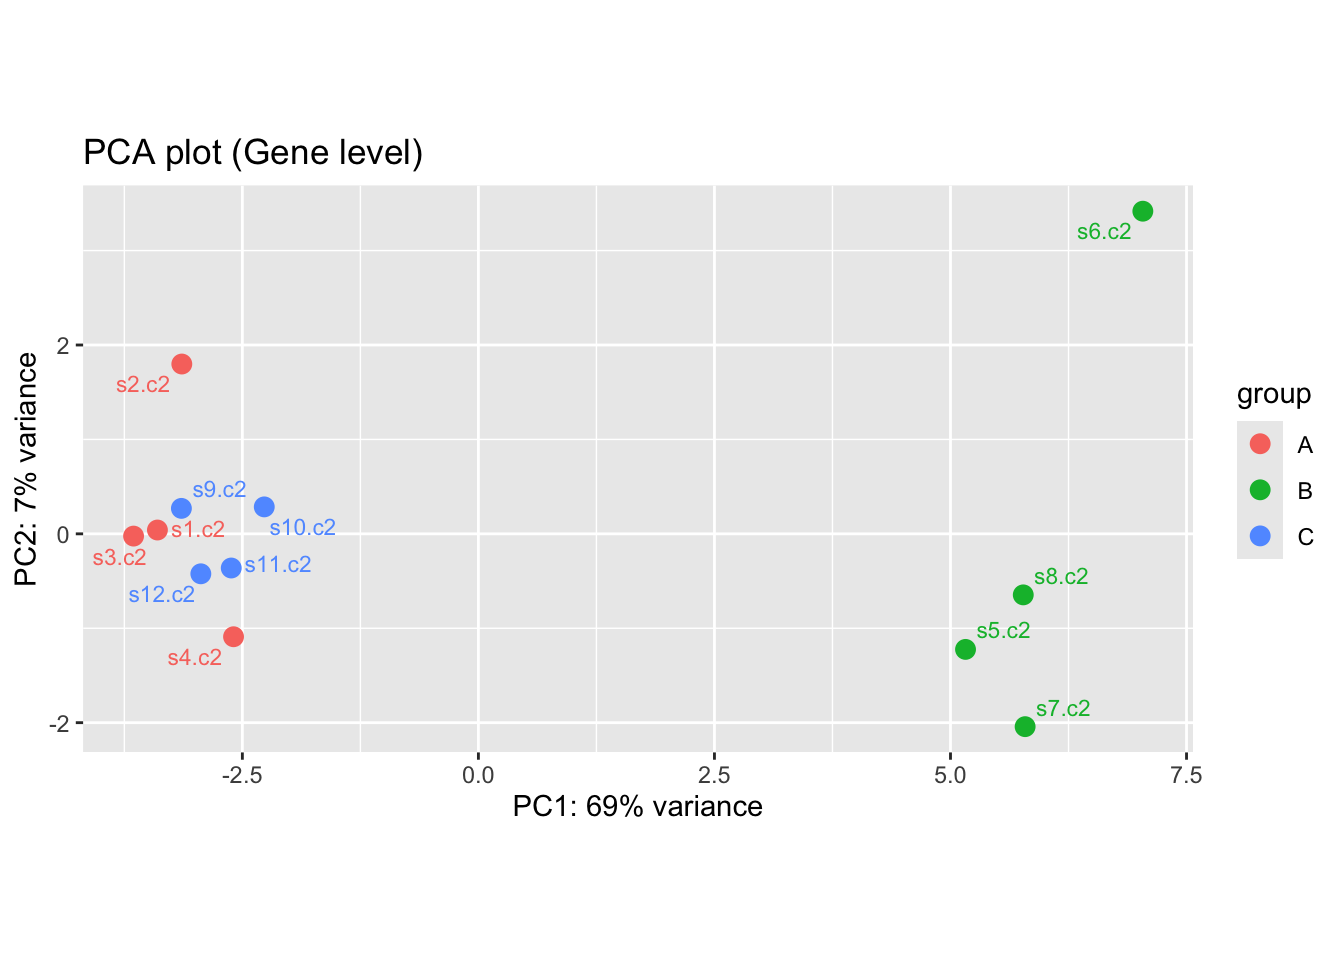 PCA plot (Gene level)
s6.c2
2
s2.c2
s9.c2
s10.c2
0
s1.c2
s3.c2
s11.c2
s12.c2
s8.c2
s5.c2
s4.c2
s7.c2
-2
-2.5 0.0 2.5 5.0 7.5
PC1: 69% variance
PC2: 7% variance
group
A
B
C